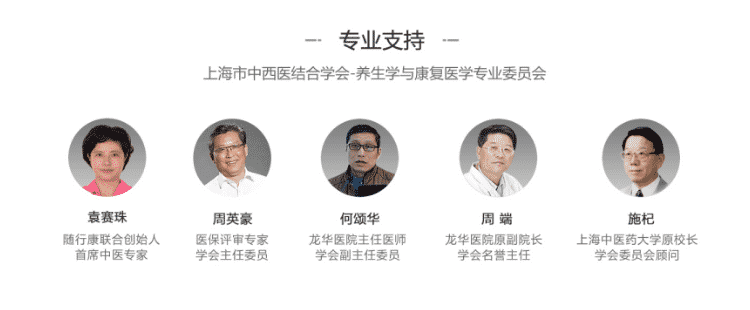 专业支持
上海市中西医结合学会-养生学与康复医学专业委员会
袁赛珠
随行康联合创始人
首席中医专家
周英豪
医保评审专家
学会主任委员
何颂华
龙华医院主任医师
学会副主任委员
周 端
龙华医院原副院长
学会名誉主任
施杞
上海中医药大学原校长
学会委员会顾问